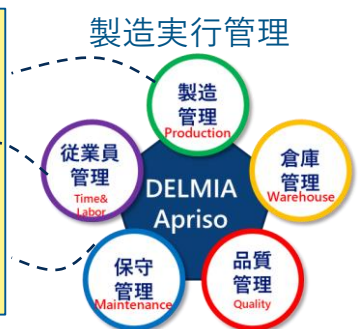 製造実行管理
製造
管理
Production
従業員
管理
Time&
Labor
倉庫
管理
Warehouse
DELMIA
Apriso
保守
管理
Maintenance
品質
管理
Quality